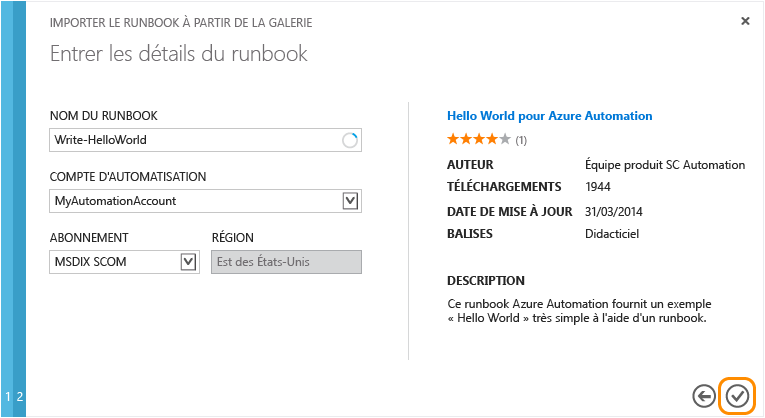 IMPORTER LE RUNBOOK À PARTIR DE LA GALERIE
Entrer les détails du runbook
NOM DU RUNBOOK
Write-HelloWorld
COMPTE D'AUTOMATISATION
MyAutomationAccount
ABONNEMENT
RÉGION
MSDIX SCOM
Est des États-Unis
Hello World pour Azure Automation
(1)
AUTEUR Équipe produit SC Automation
TÉLÉCHARGEMENTS 1944
DATE DE MISE À JOUR 31/03/2014
BALISES Didacticiel
DESCRIPTION
Ce runbook Azure Automation fournit un exemple
« Hello World » très simple à l'aide d'un runbook.
1 2